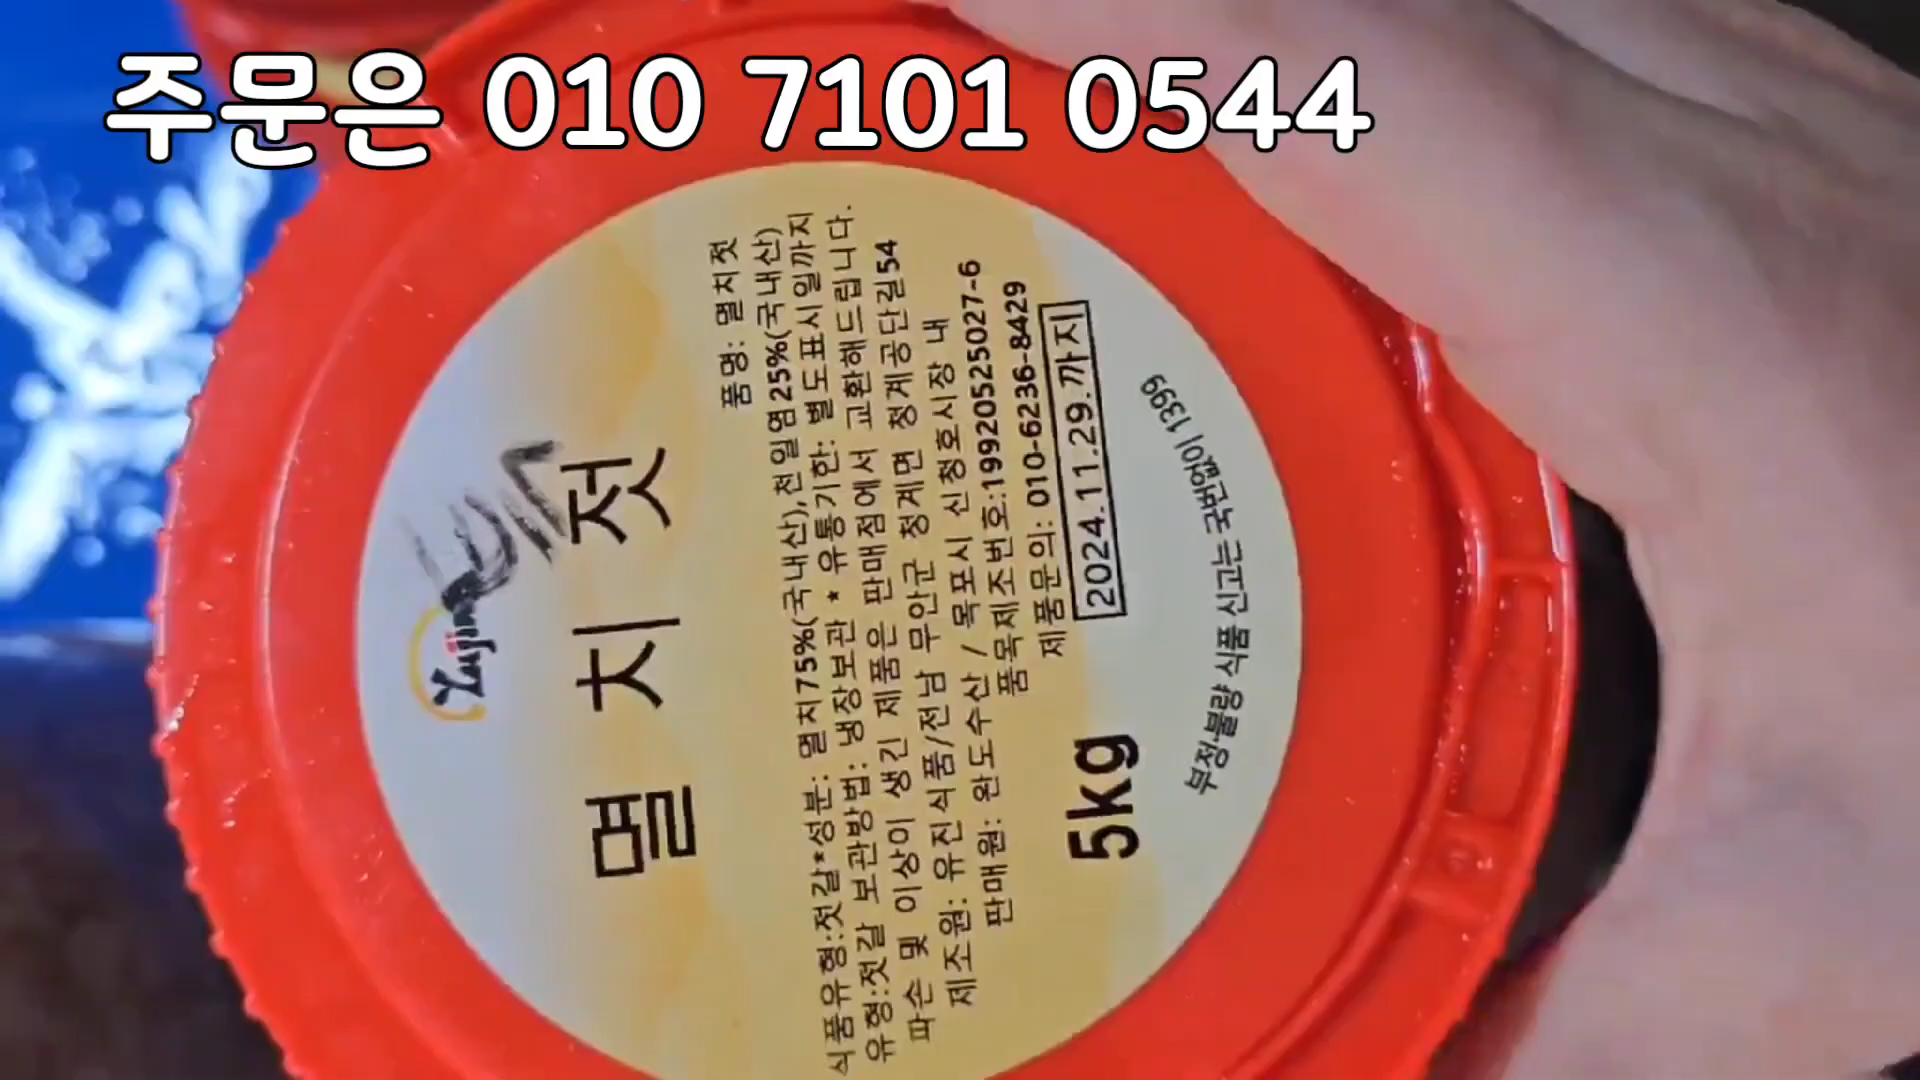 주문은 010 7101 0544
Yujin
멸치젓
품명: 멸치젓
식품유형:젓갈*성분: 멸치75%(국내산),천일염25%(국내산)
유형:젓갈 보관방법: 냉장보관 * 유통기한: 별도표시일까지
파손 및 이상이 생긴 제품은 판매점에서 교환해드립니다.
제조원: 유진식품/전남 무안군 청계면 청계공단길54
판매원: 완도수산 / 목포시 신청호시장 내
품목제조번호:19920525027-6
제품문의: 010-6236-8429
5kg
2024.11.29.까지
부정·불량 식품 신고는 국번없이 1399